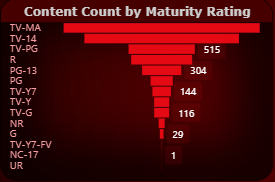 Content Count by Maturity Rating
TV-MA
TV-14
TV-PG 515
R
PG-13 304
PG
TV-Y7 144
TV-Y
TV-G 116
NR
G 29
TV-Y7-FV
NC-17 1
UR